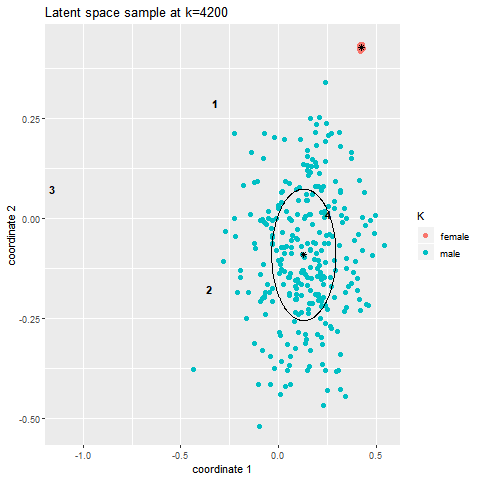 Latent space sample at k=4200
1
0.25
3
0.00
4
K
female
male
coordinate 2
2
-0.25
-0.50
-1.0 -0.5 0.0 0.5
coordinate 1